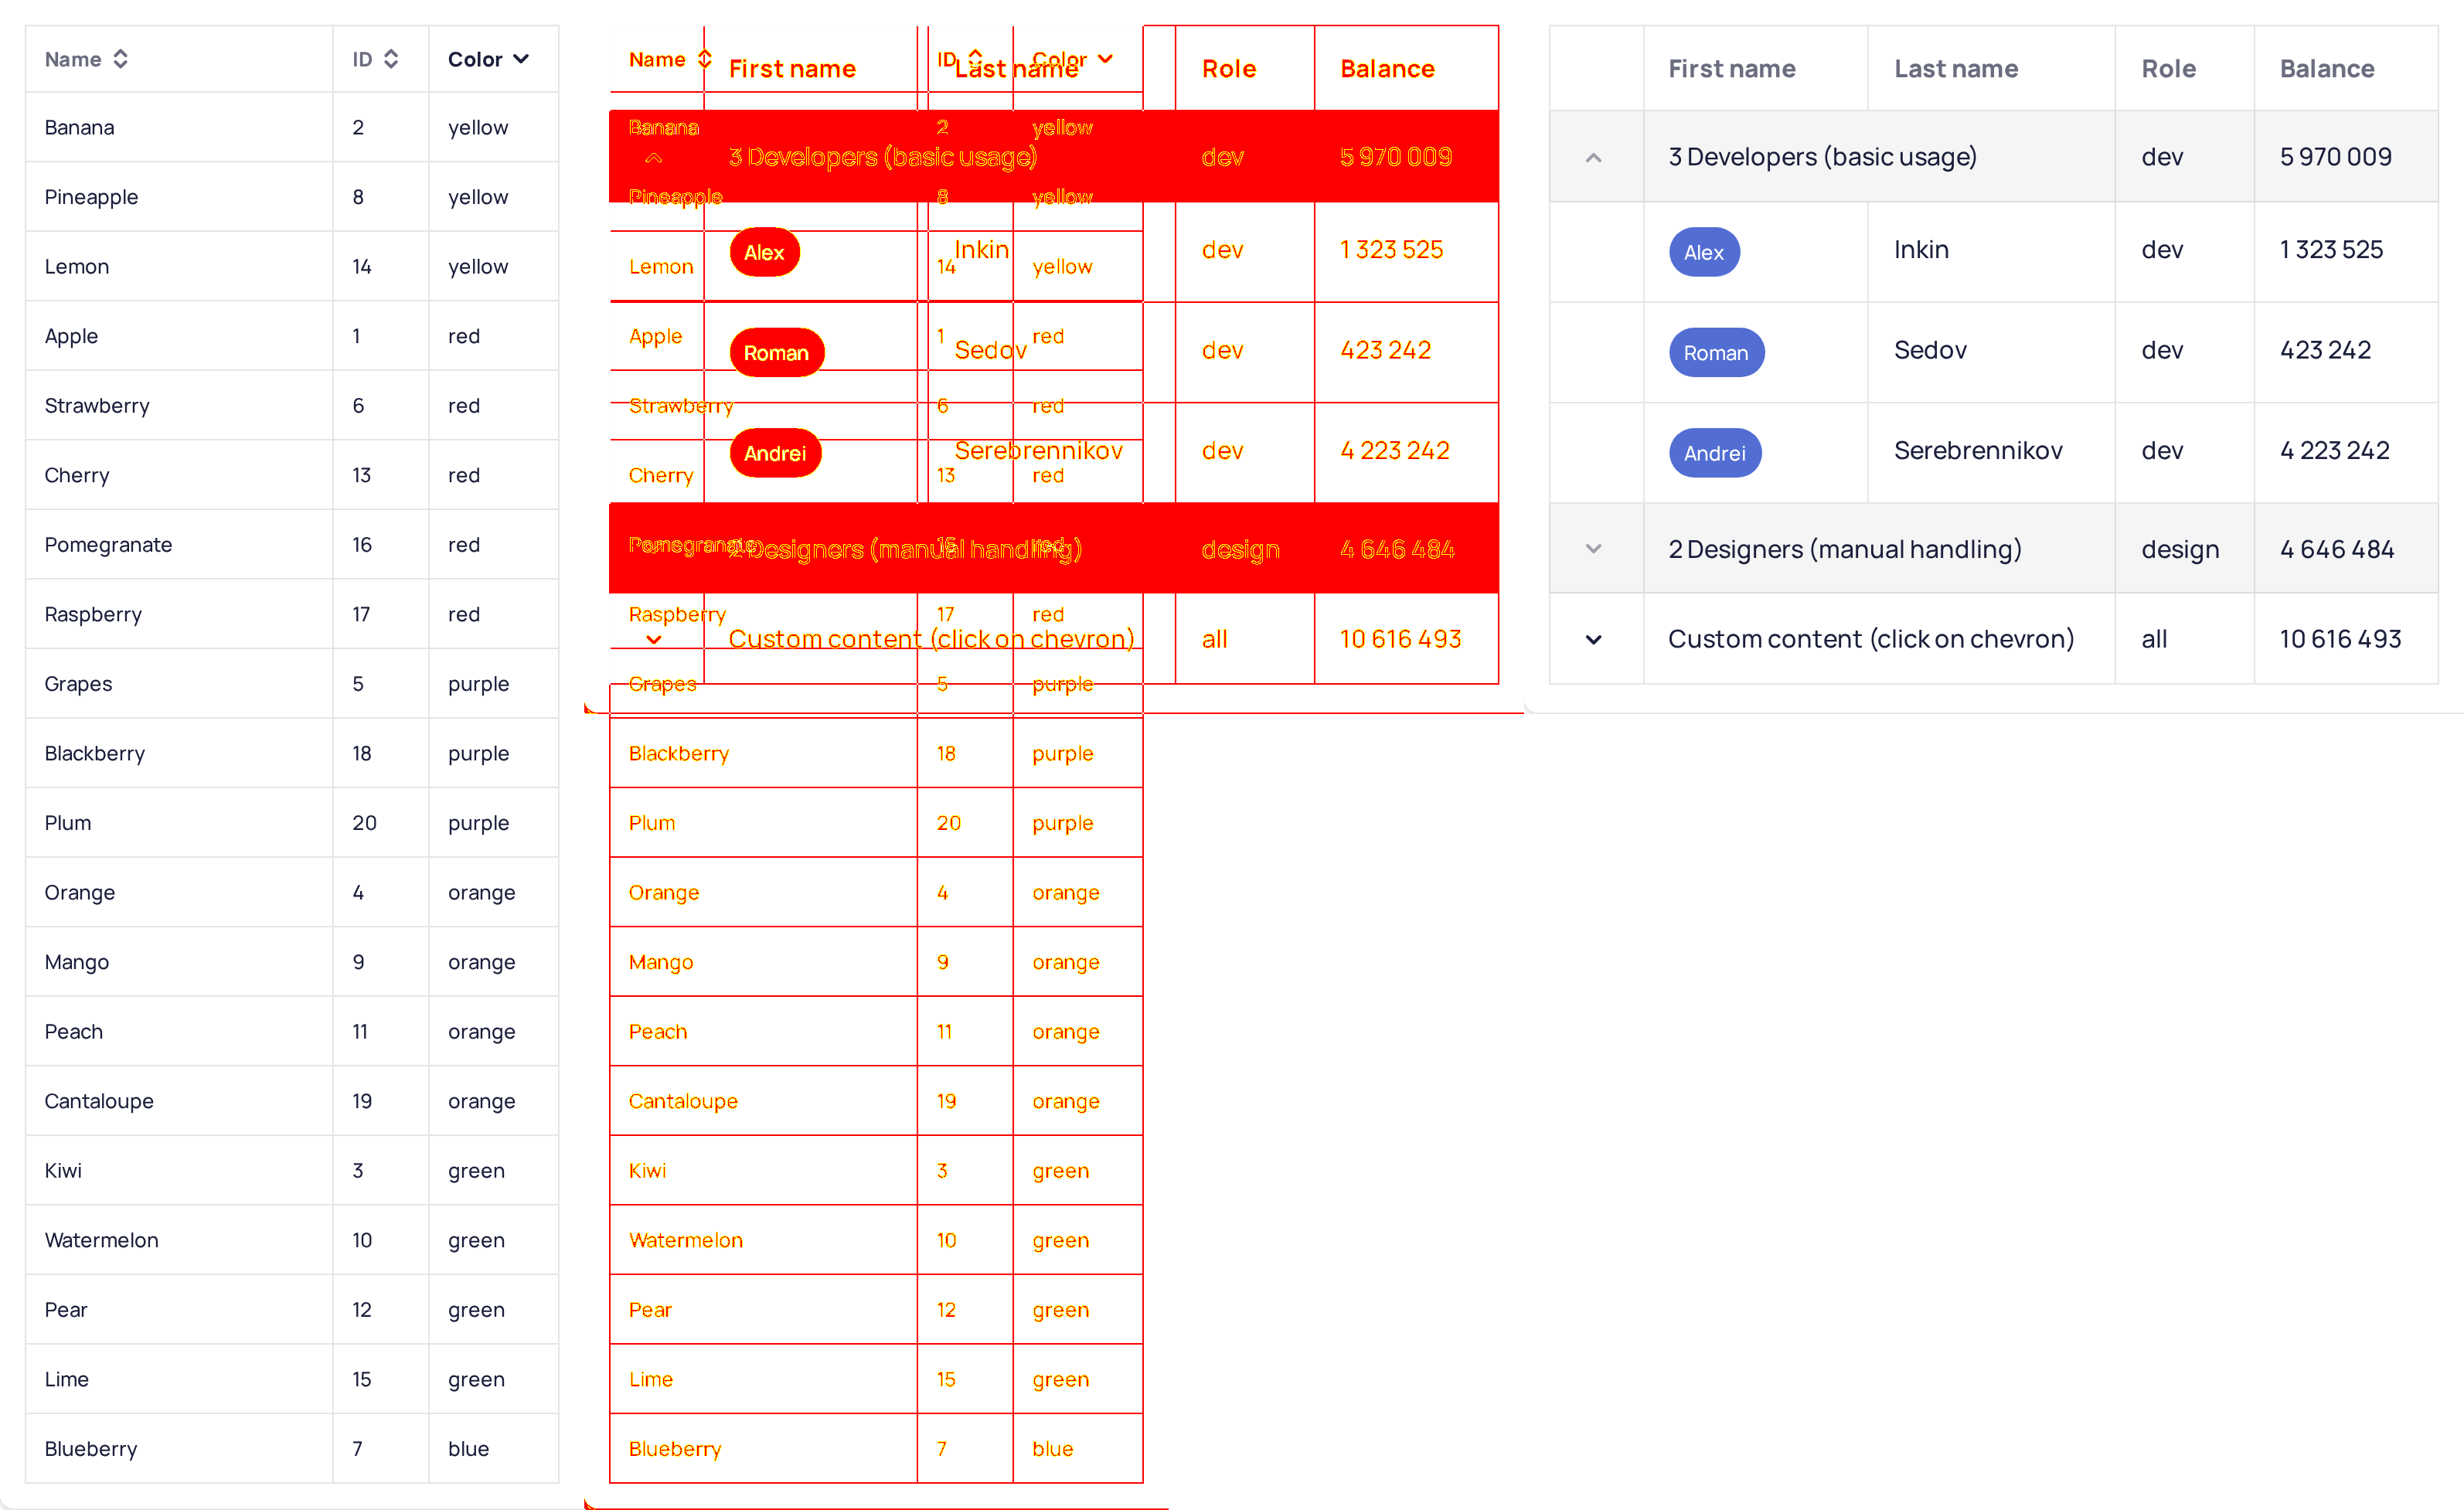 Name ID Color
Banana 2 yellow
Pineapple 8 yellow
Lemon 14 yellow
Apple 1 red
Strawberry 6 red
Cherry 13 red
Pomegranate 16 red
Raspberry 17 red
Grapes 5 purple
Blackberry 18 purple
Plum 20 purple
Orange 4 orange
Mango 9 orange
Peach 11 orange
Cantaloupe 19 orange
Kiwi 3 green
Watermelon 10 green
Pear 12 green
Lime 15 green
Blueberry 7 blue
Name ID Color
First name Last name Role Balance
Banana 2 yellow
3 Developers (basic usage) dev 5 970 009
Pineapple 8 yellow
Alex Inkin dev 1 323 525
Lemon 14 yellow
Apple 1 red
Roman Sedov dev 423 242
Strawberry 6 red
Andrei Serebrennikov dev 4 223 242
Cherry 13 red
Pomegranate 16 red
2 Designers (manual handling) design 4 646 484
Raspberry 17 red
Custom content (click on chevron) all 10 616 493
Grapes 5 purple
Blackberry 18 purple
Plum 20 purple
Orange 4 orange
Mango 9 orange
Peach 11 orange
Cantaloupe 19 orange
Kiwi 3 green
Watermelon 10 green
Pear 12 green
Lime 15 green
Blueberry 7 blue
First name Last name Role Balance
3 Developers (basic usage) dev 5 970 009
Alex Inkin dev 1 323 525
Roman Sedov dev 423 242
Andrei Serebrennikov dev 4 223 242
2 Designers (manual handling) design 4 646 484
Custom content (click on chevron) all 10 616 493